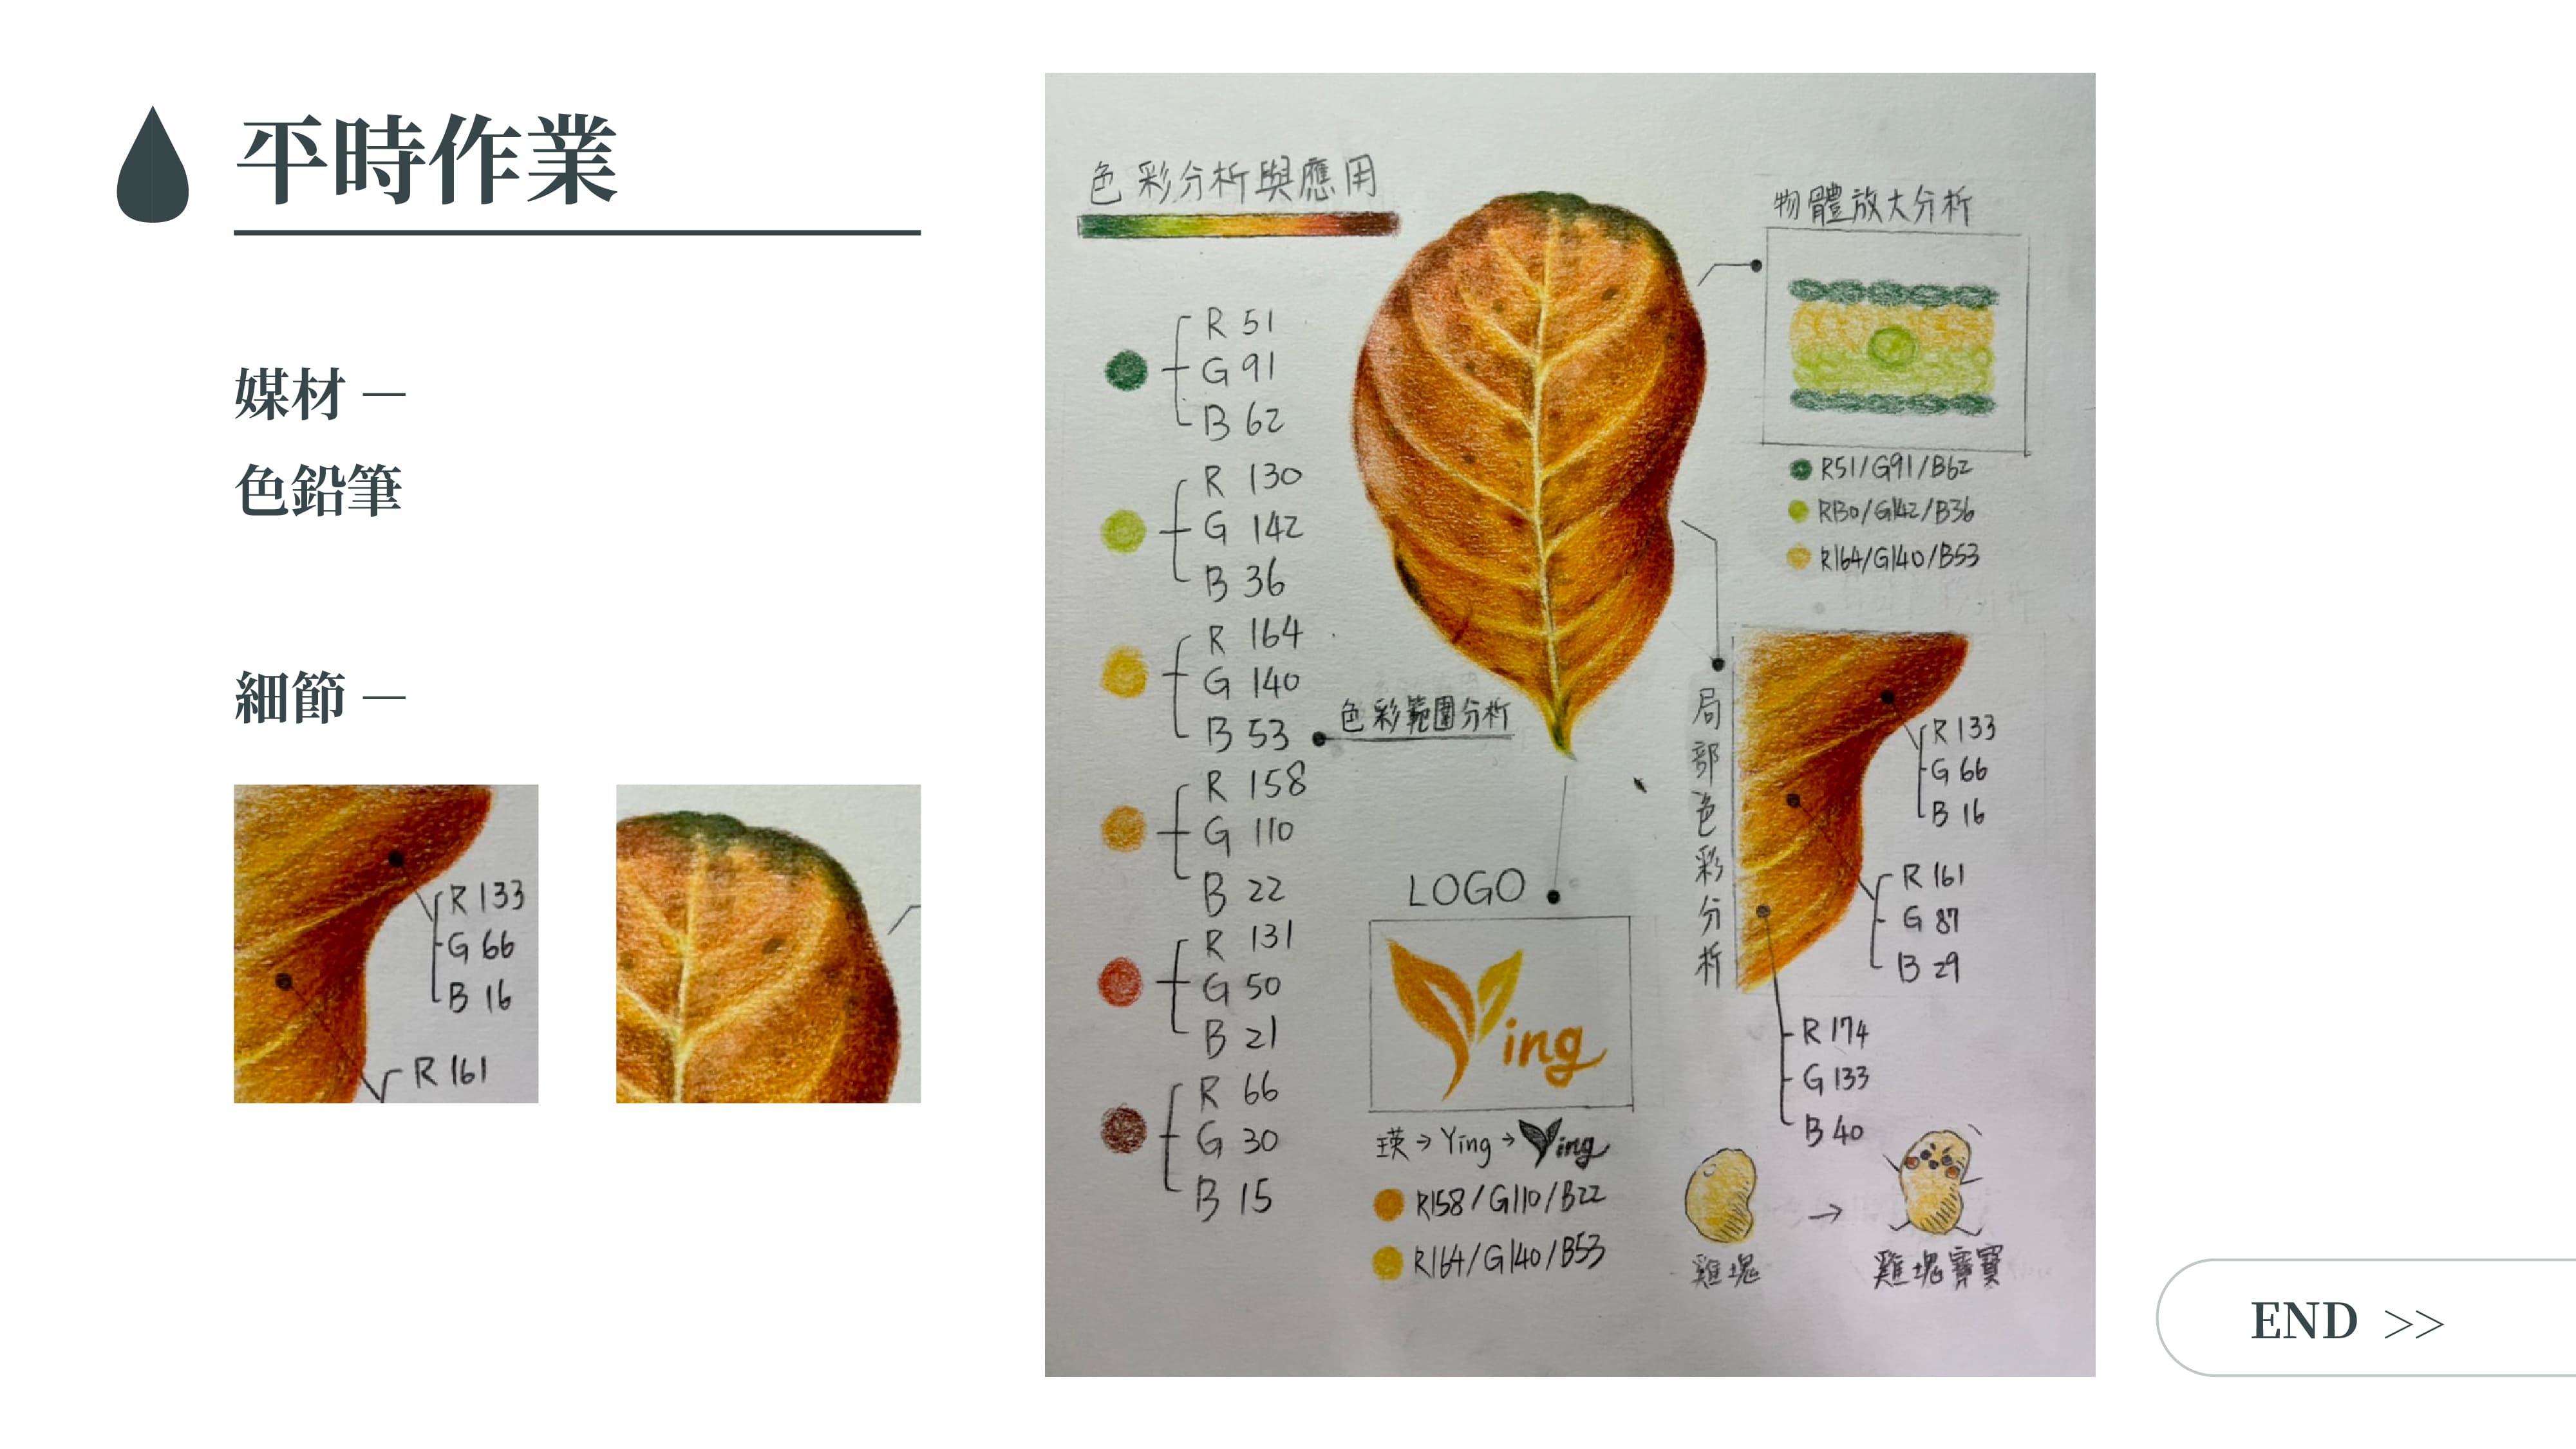 平時作業
媒材 —
色鉛筆
細節 —
R 133
G 66
B 16
R 161
色彩分析與應用
R 51
G 91
B 62
R 130
G 142
B 36
R 164
G 140
B 53
色彩範圍分析
R 158
G 110
B 22
R 131
G 50
B 21
R 66
G 30
B 15
物體放大分析
R51/G91/B62
R130/G142/B36
R164/G140/B53
局部色彩分析
R 133
G 66
B 16
R 161
G 87
B 29
R 174
G 133
B 40
LOGO
Ying
瑛→Ying→Ying
R158/G110/B22
R164/G140/B53
雞塊
→
雞塊寶寶
END >>